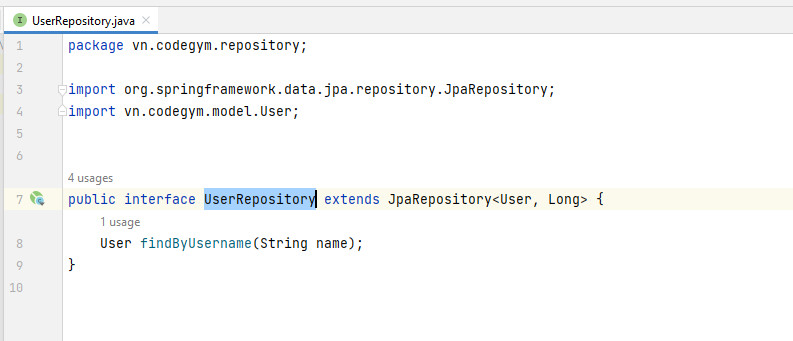 UserRepository.java
1 package vn.codegym.repository;
2
3 import org.springframework.data.jpa.repository.JpaRepository;
4 import vn.codegym.model.User;
5
6
4 usages
7 public interface UserRepository extends JpaRepository<User, Long> {
1 usage
8 User findByUsername(String name);
9 }
10